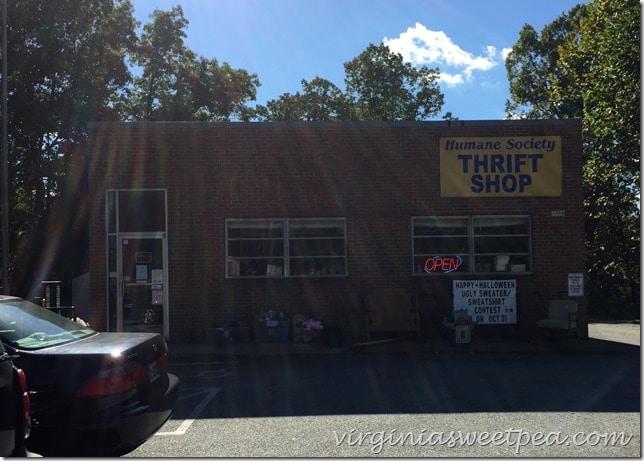 Humane Society
THRIFT
SHOP
OPEN
HAPPY HALLOWEEN
UGLY SWEATER/
SWEATSHIRT
CONTEST
ON OCT 31
virginiasweetpea.com